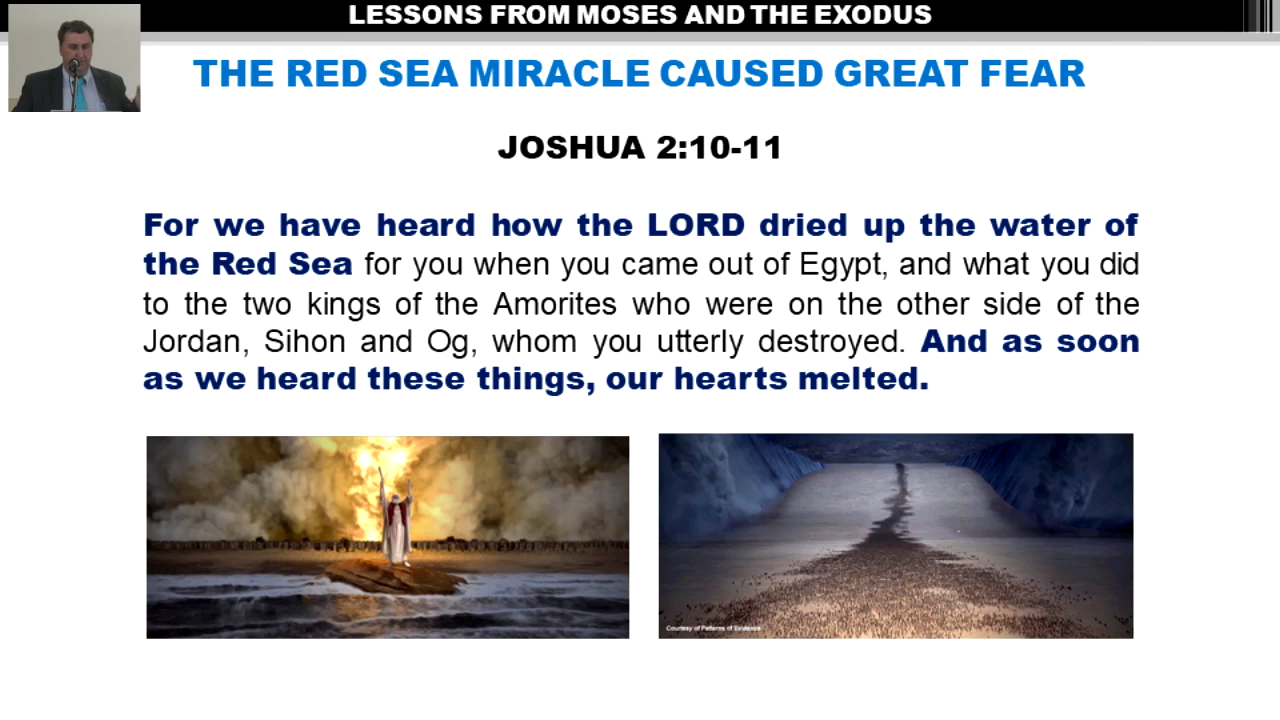 LESSONS FROM MOSES AND THE EXODUS
THE RED SEA MIRACLE CAUSED GREAT FEAR
JOSHUA 2:10-11
For we have heard how the LORD dried up the water of
the Red Sea for you when you came out of Egypt, and what you did
to the two kings of the Amorites who were on the other side of the
Jordan, Sihon and Og, whom you utterly destroyed. And as soon
as we heard these things, our hearts melted.
Courtesy of Patterns of Evidence